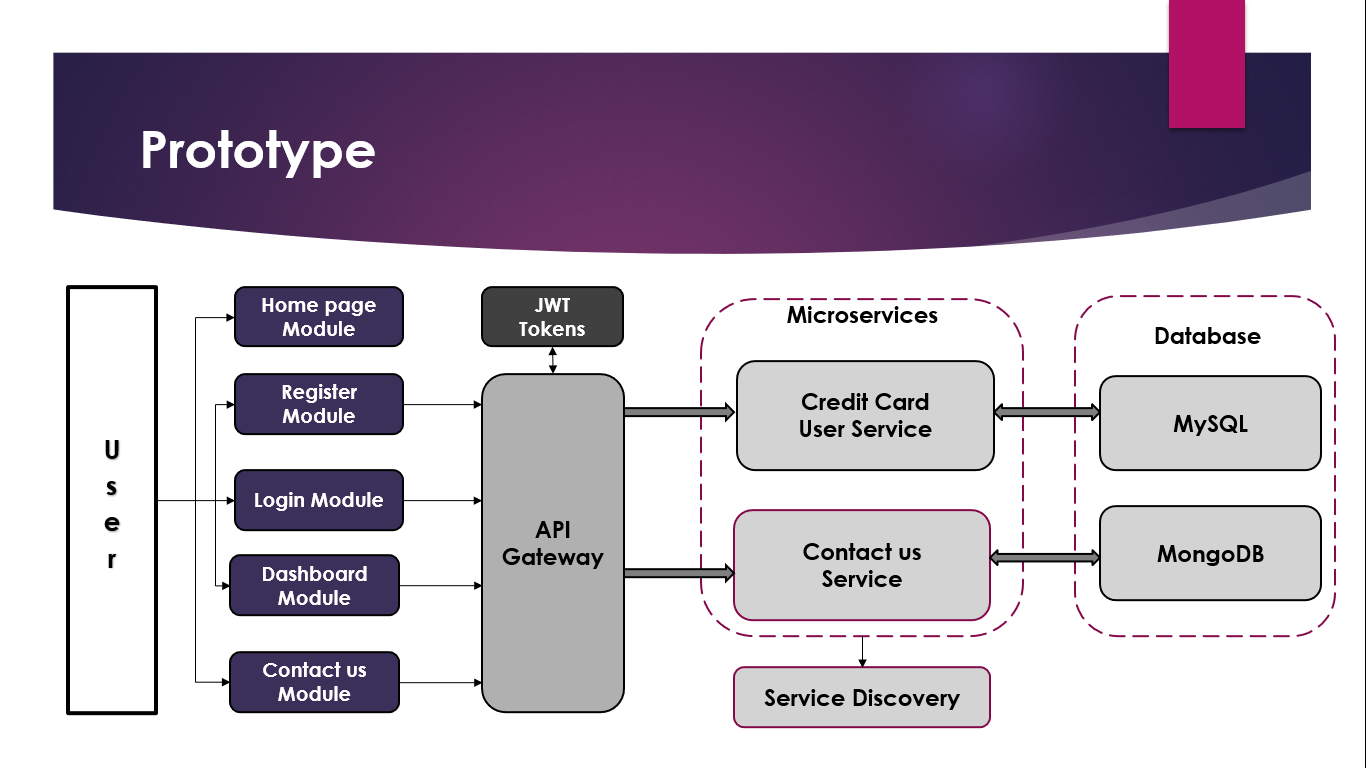 Prototype
U
s
e
r
Home page
Module
Register
Module
Login Module
Dashboard
Module
Contact us
Module
JWT
Tokens
API
Gateway
Microservices
Credit Card
User Service
Contact us
Service
Service Discovery
Database
MySQL
MongoDB